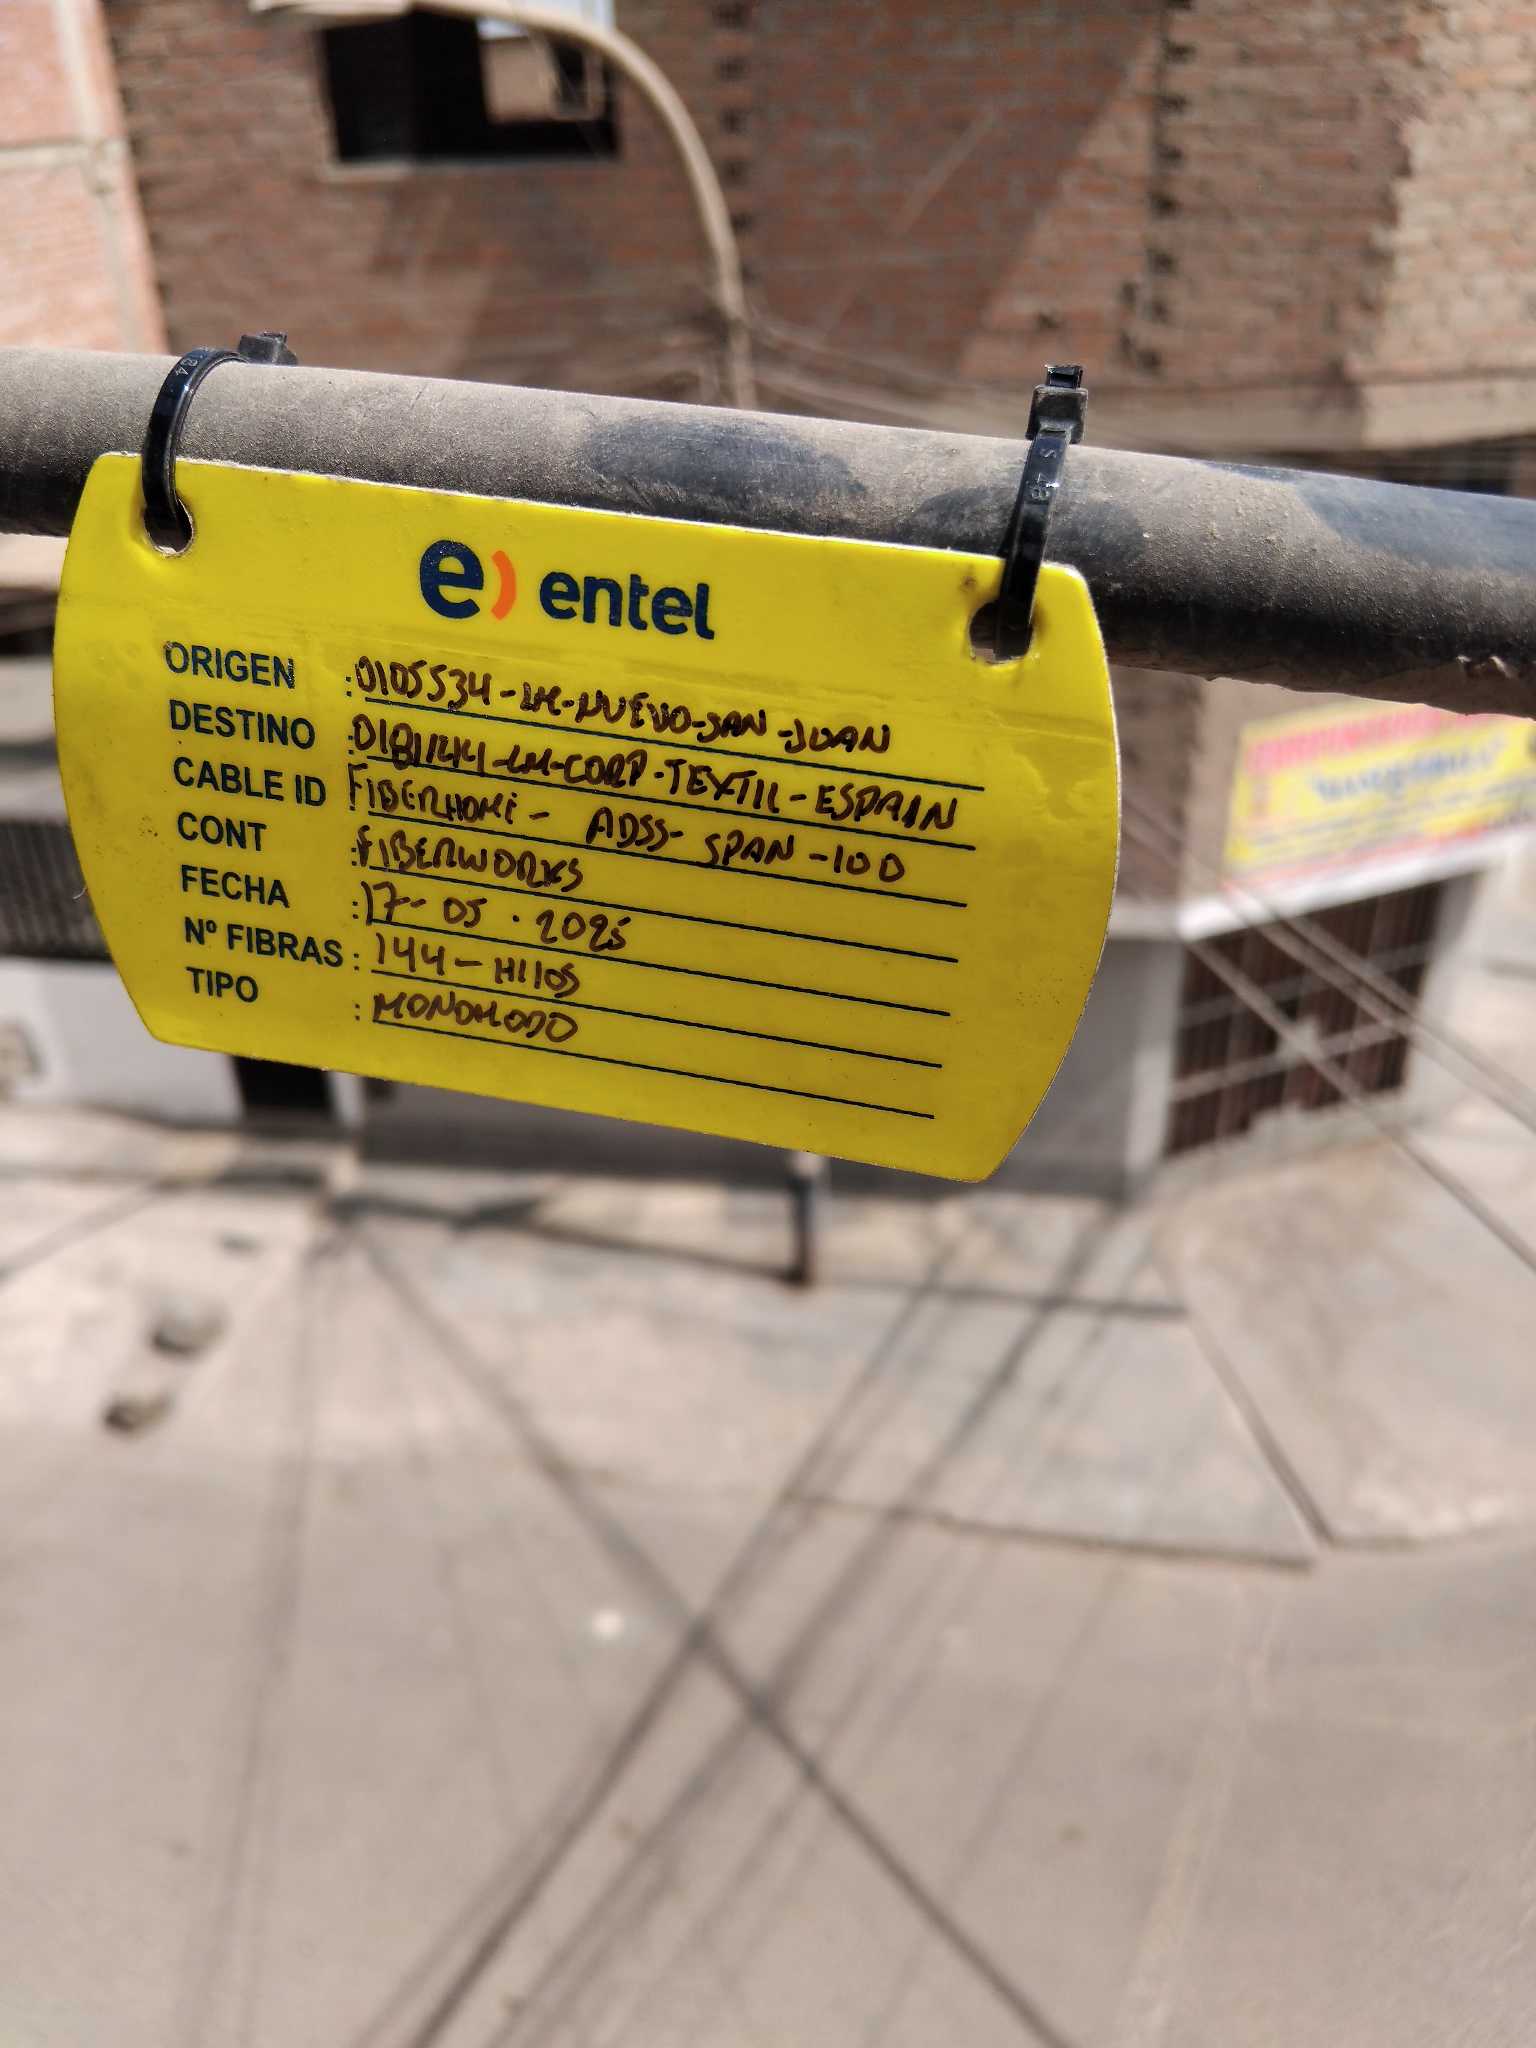 e) entel
ORIGEN : 0105534-LM-NUEVO-SAN-JUAN
DESTINO : 0181144-LM-CORP-TEXTIL-ESPAIN
CABLE ID FIBERHOME - ADSS- SPAN -100
CONT : FIBERWORKS
FECHA : 17-05.2025
Nº FIBRAS : 144-HILOS
TIPO : MONOMODO